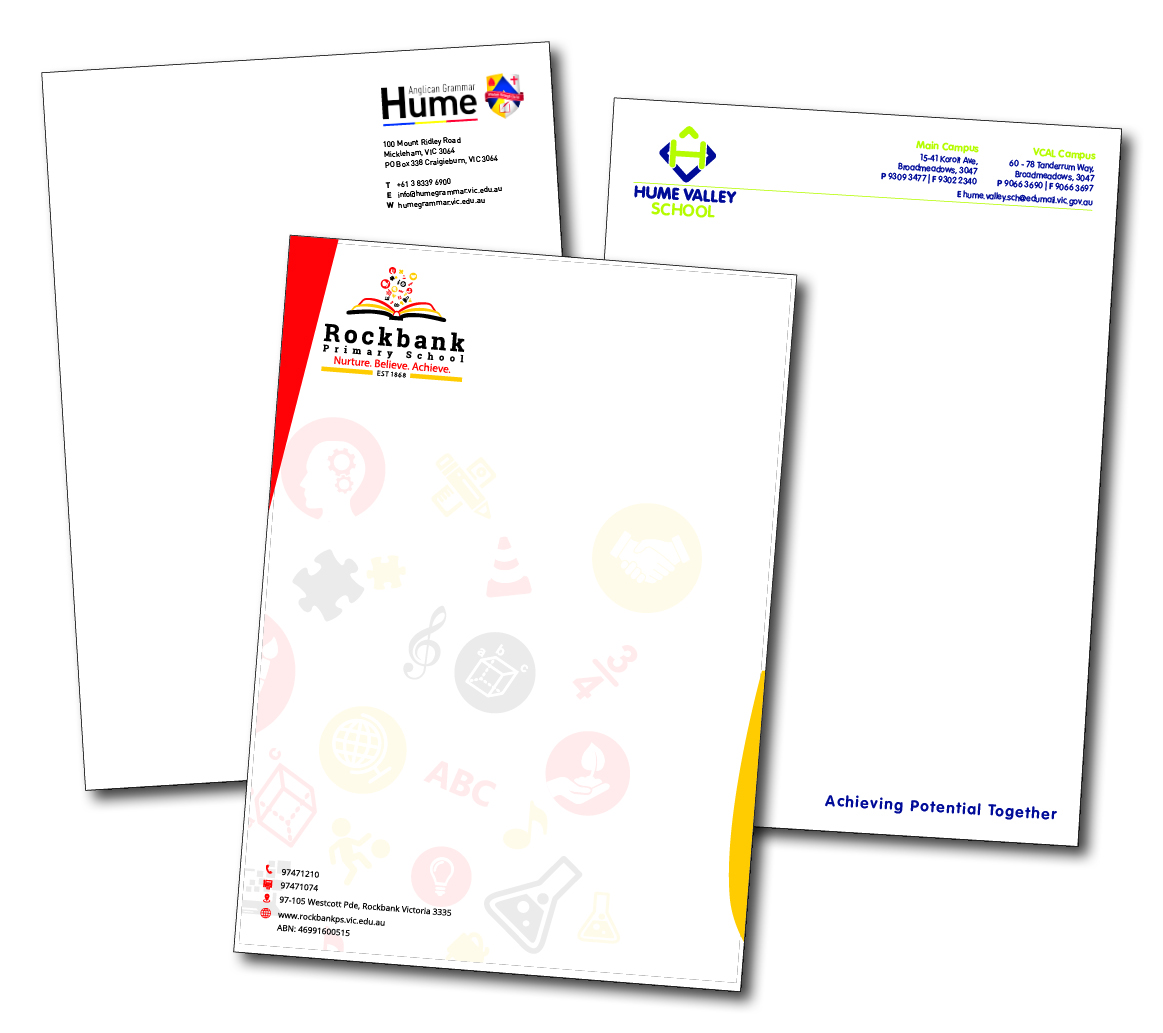 Anglican Grammar
Hume
100 Mount Ridley Road
Mickleham, VIC 3064
PO Box 338 Craigieburn, VIC 3064
T +61 3 8339 6900
E info@humegrammar.vic.edu.au
W humegrammar.vic.edu.au
HUME VALLEY
SCHOOL
Main Campus
15-41 Koroit Ave,
Broadmeadows, 3047
P 9309 3477 | F 9302 2340
VCAL Campus
60 - 78 Tanderrum Way,
Broadmeadows, 3047
P 9066 3690 | F 9066 3697
E hume.valley.sch@edumail.vic.gov.au
Achieving Potential Together
Rockbank
Primary School
Nurture. Believe. Achieve.
EST 1868
a b c
3/4
c
ABC
97471210
97471074
97-105 Westcott Pde, Rockbank Victoria 3335
www.rockbankps.vic.edu.au
ABN: 46991600515